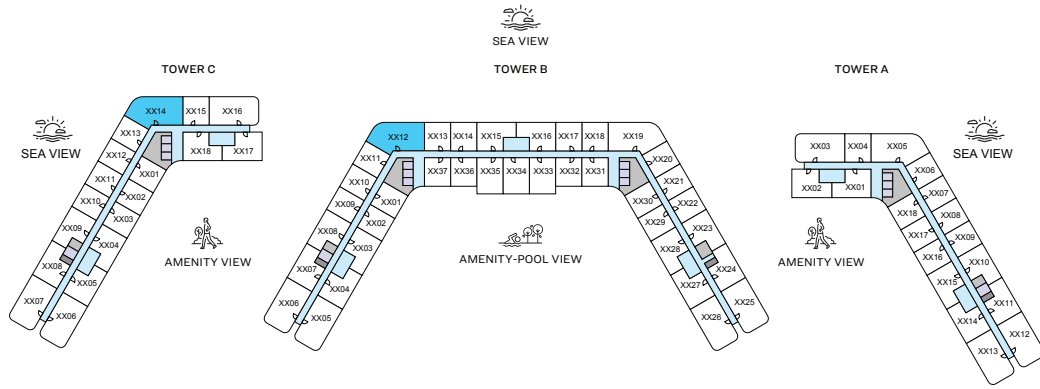 SEA VIEW
TOWER C
TOWER B
TOWER A
SEA VIEW
SEA VIEW
AMENITY VIEW
AMENITY-POOL VIEW
AMENITY VIEW
XX14
XX15
XX16
XX13
XX12
XX11
XX10
XX09
XX08
XX07
XX06
XX05
XX04
XX03
XX02
XX01
XX18
XX17
XX12
XX13
XX14
XX15
XX16
XX17
XX18
XX19
XX11
XX10
XX09
XX08
XX07
XX06
XX05
XX04
XX03
XX02
XX01
XX37
XX36
XX35
XX34
XX33
XX32
XX31
XX20
XX21
XX22
XX23
XX24
XX25
XX26
XX27
XX28
XX29
XX30
XX03
XX04
XX05
XX02
XX01
XX06
XX07
XX08
XX09
XX10
XX11
XX12
XX13
XX14
XX15
XX16
XX17
XX18